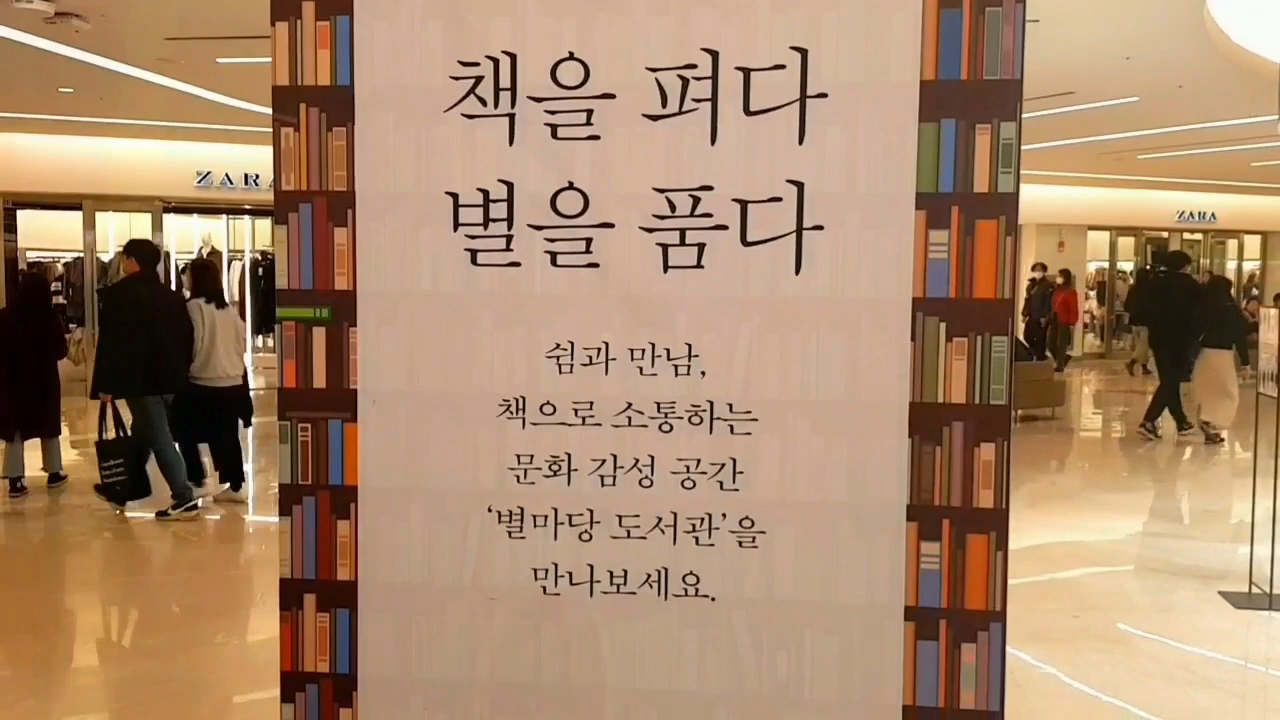 책을 펴다
별을 품다
쉼과 만남,
책으로 소통하는
문화 감성 공간
‘별마당 도서관’을
만나보세요.
ZARA
ZARA